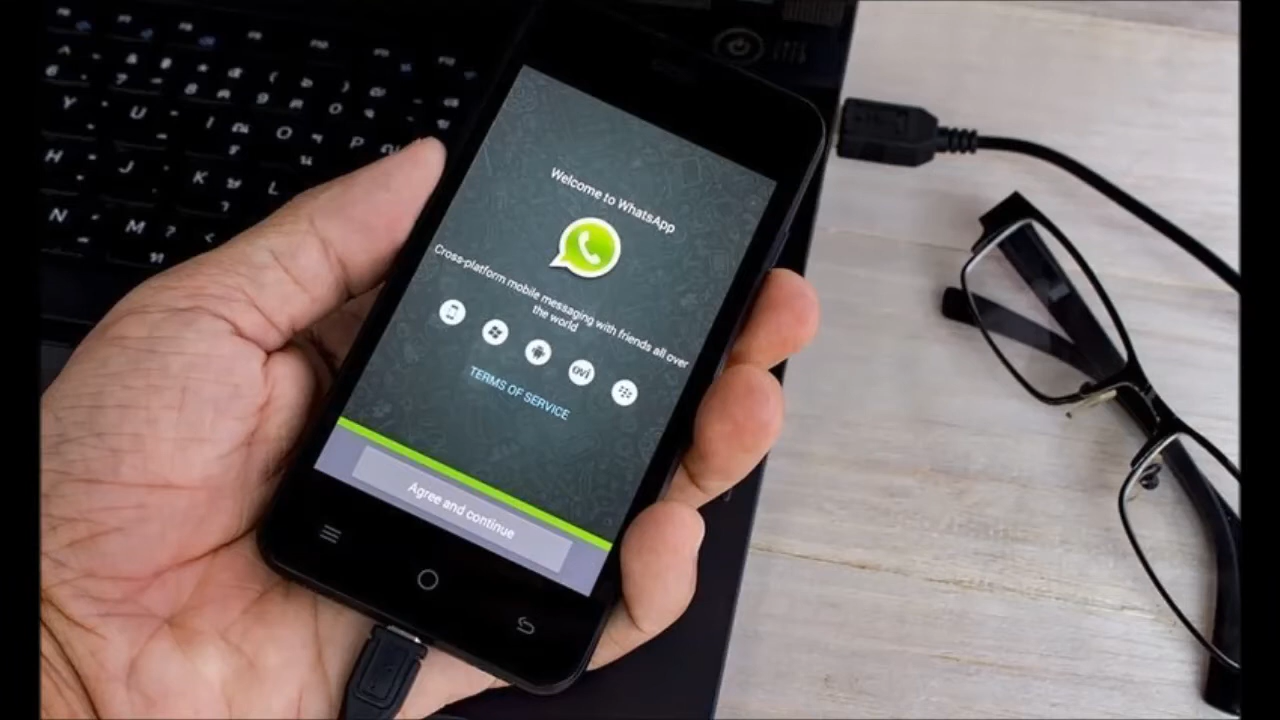 Welcome to WhatsApp
Cross-platform mobile messaging with friends all over
the world
ovi
TERMS OF SERVICE
Agree and continue
Y
U
I
O
P
H
J
K
L
N
M
?
<